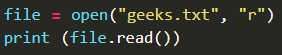 file = open("geeks.txt", "r")
print (file.read())